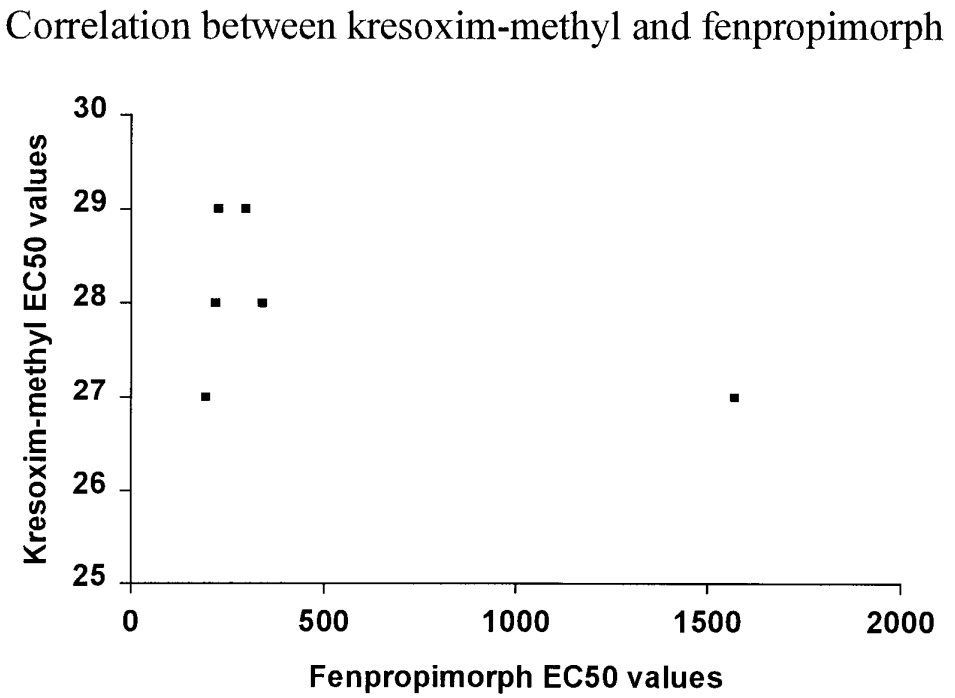 Correlation between kresoxim-methyl and fenpropimorph
30
29
28
27
26
25
Kresoxim-methyl EC50 values
0 500 1000 1500 2000
Fenpropimorph EC50 values